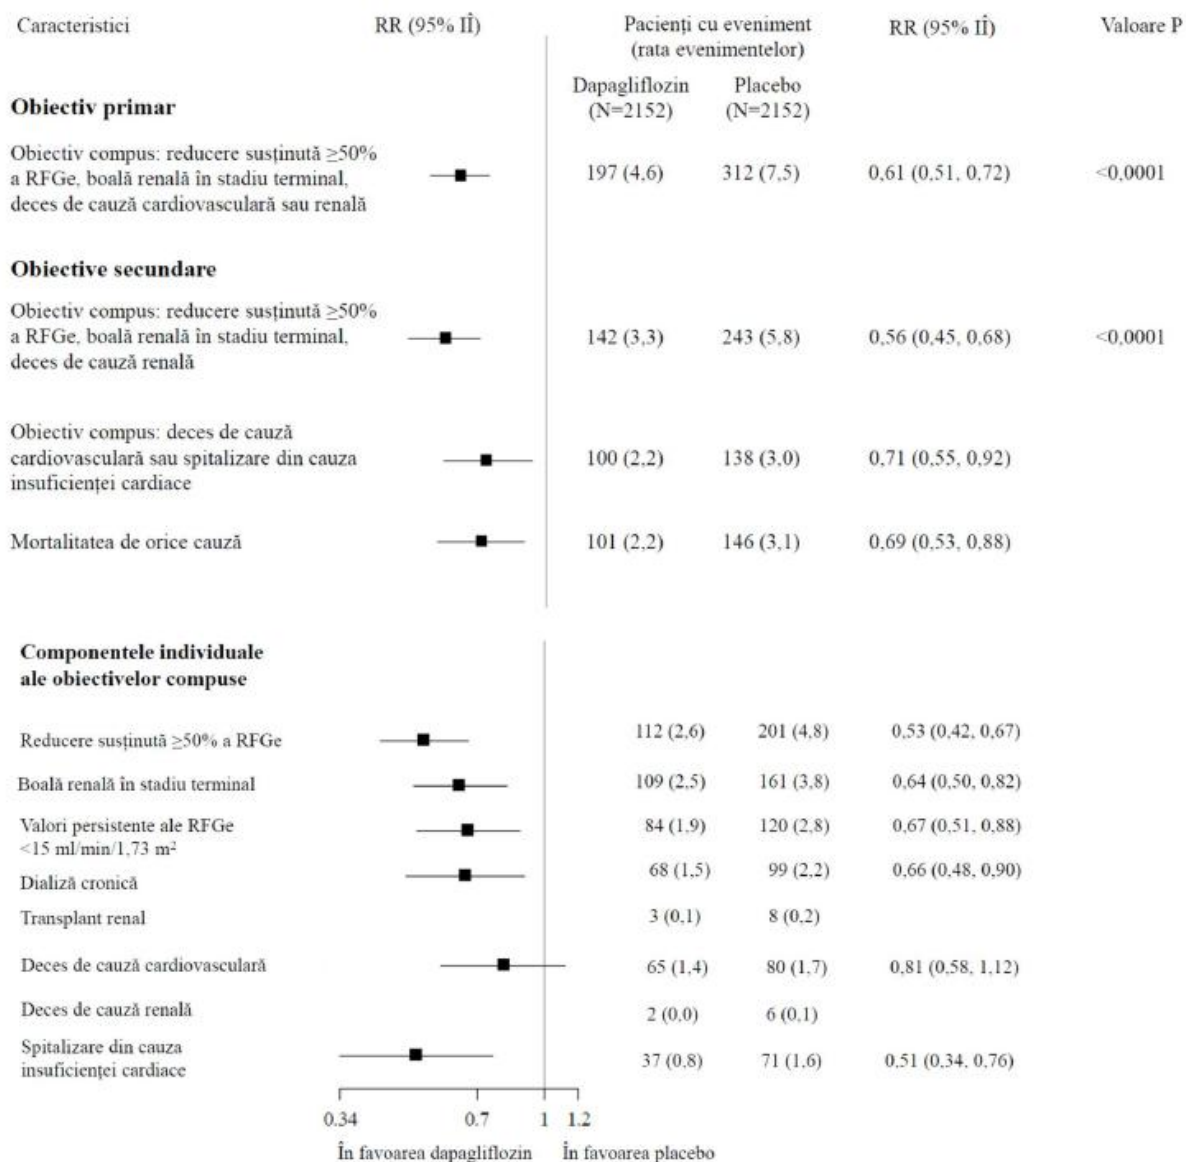 Caracteristici RR (95% IÎ) Pacienți cu eveniment RR (95% IÎ) Valoare P
(rata evenimentelor)
Dapagliflozin Placebo
(N=2152) (N=2152)
Obiectiv primar
Obiectiv compus: reducere susținută ≥50%
a RFGe, boală renală în stadiu terminal, 197 (4,6) 312 (7,5) 0,61 (0,51, 0,72) <0,0001
deces de cauză cardiovasculară sau renală
Obiective secundare
Obiectiv compus: reducere susținută ≥50%
a RFGe, boală renală în stadiu terminal, 142 (3,3) 243 (5,8) 0,56 (0,45, 0,68) <0,0001
deces de cauză renală
Obiectiv compus: deces de cauză
cardiovasculară sau spitalizare din cauza 100 (2,2) 138 (3,0) 0,71 (0,55, 0,92)
insuficienței cardiace
Mortalitatea de orice cauză 101 (2,2) 146 (3,1) 0,69 (0,53, 0,88)
Componentele individuale
ale obiectivelor compuse
Reducere susținută ≥50% a RFGe 112 (2,6) 201 (4,8) 0,53 (0,42, 0,67)
Boală renală în stadiu terminal 109 (2,5) 161 (3,8) 0,64 (0,50, 0,82)
Valori persistente ale RFGe 84 (1,9) 120 (2,8) 0,67 (0,51, 0,88)
<15 ml/min/1,73 m²
Dializă cronică 68 (1,5) 99 (2,2) 0,66 (0,48, 0,90)
Transplant renal 3 (0,1) 8 (0,2)
Deces de cauză cardiovasculară 65 (1,4) 80 (1,7) 0,81 (0,58, 1,12)
Deces de cauză renală 2 (0,0) 6 (0,1)
Spitalizare din cauza
insuficienței cardiace 37 (0,8) 71 (1,6) 0,51 (0,34, 0,76)
0.34 0.7 1 1.2
În favoarea dapagliflozin În favoarea placebo